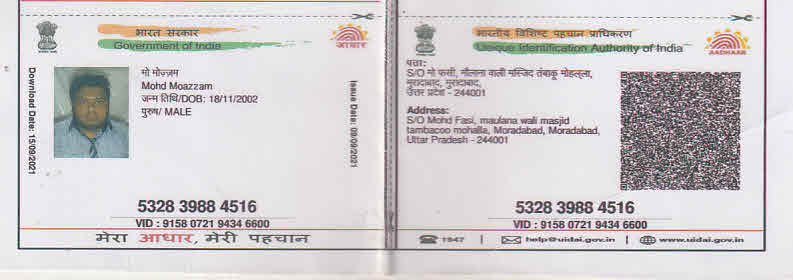 भारत सरकार
Government of India
आधार
Download Date: 15/09/2021
मो मोज़्ज़म
Mohd Moazzam
जन्म तिथि/DOB: 18/11/2002
पुरुष/ MALE
Issue Date: 09/09/2021
5328 3988 4516
VID : 9158 0721 9434 6600
मेरा आधार, मेरी पहचान
भारतीय विशिष्ट पहचान प्राधिकरण
Unique Identification Authority of India
AADHAAR
पता:
S/O मो फसी, मौलाना वाली मस्जिद तंबाकू मोहल्ला,
मुरादाबाद, मुरादाबाद,
उत्तर प्रदेश - 244001
Address:
S/O Mohd Fasi, maulana wali masjid
tambacoo mohalla, Moradabad, Moradabad,
Uttar Pradesh - 244001
5328 3988 4516
VID : 9158 0721 9434 6600
1947 | help@uidai.gov.in | www.uidai.gov.in